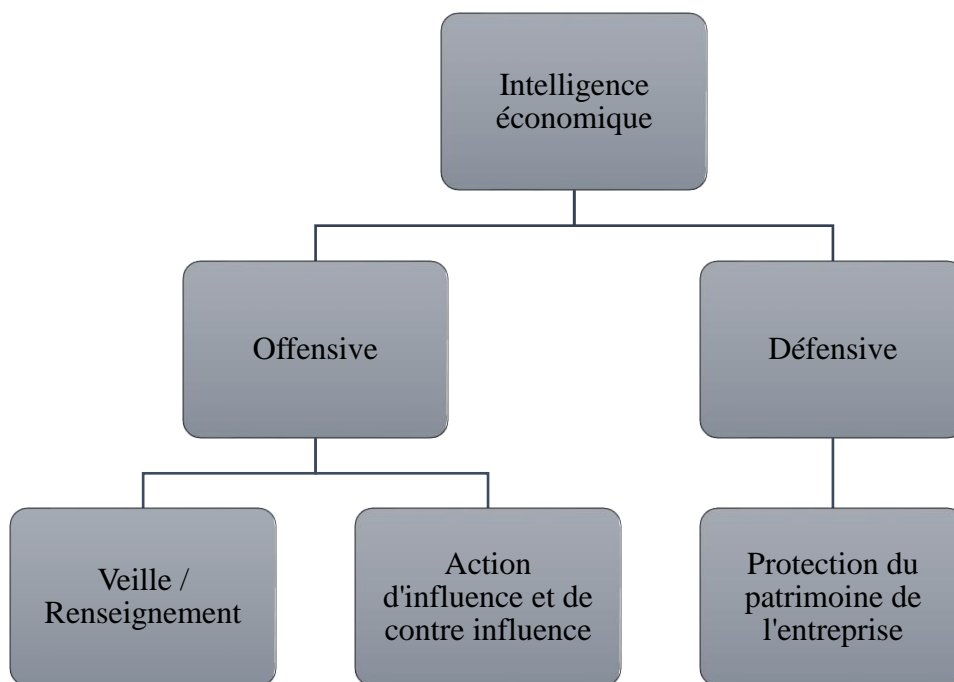 Intelligence
économique
Offensive
Défensive
Veille /
Renseignement
Action
d'influence et de
contre influence
Protection du
patrimoine de
l'entreprise